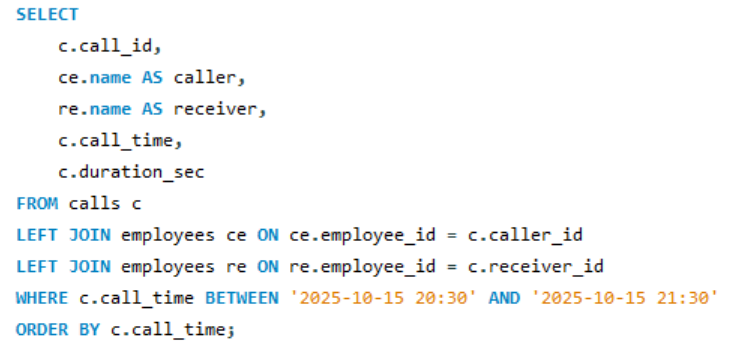 SELECT
    c.call_id,
    ce.name AS caller,
    re.name AS receiver,
    c.call_time,
    c.duration_sec
FROM calls c
LEFT JOIN employees ce ON ce.employee_id = c.caller_id
LEFT JOIN employees re ON re.employee_id = c.receiver_id
WHERE c.call_time BETWEEN '2025-10-15 20:30' AND '2025-10-15 21:30'
ORDER BY c.call_time;